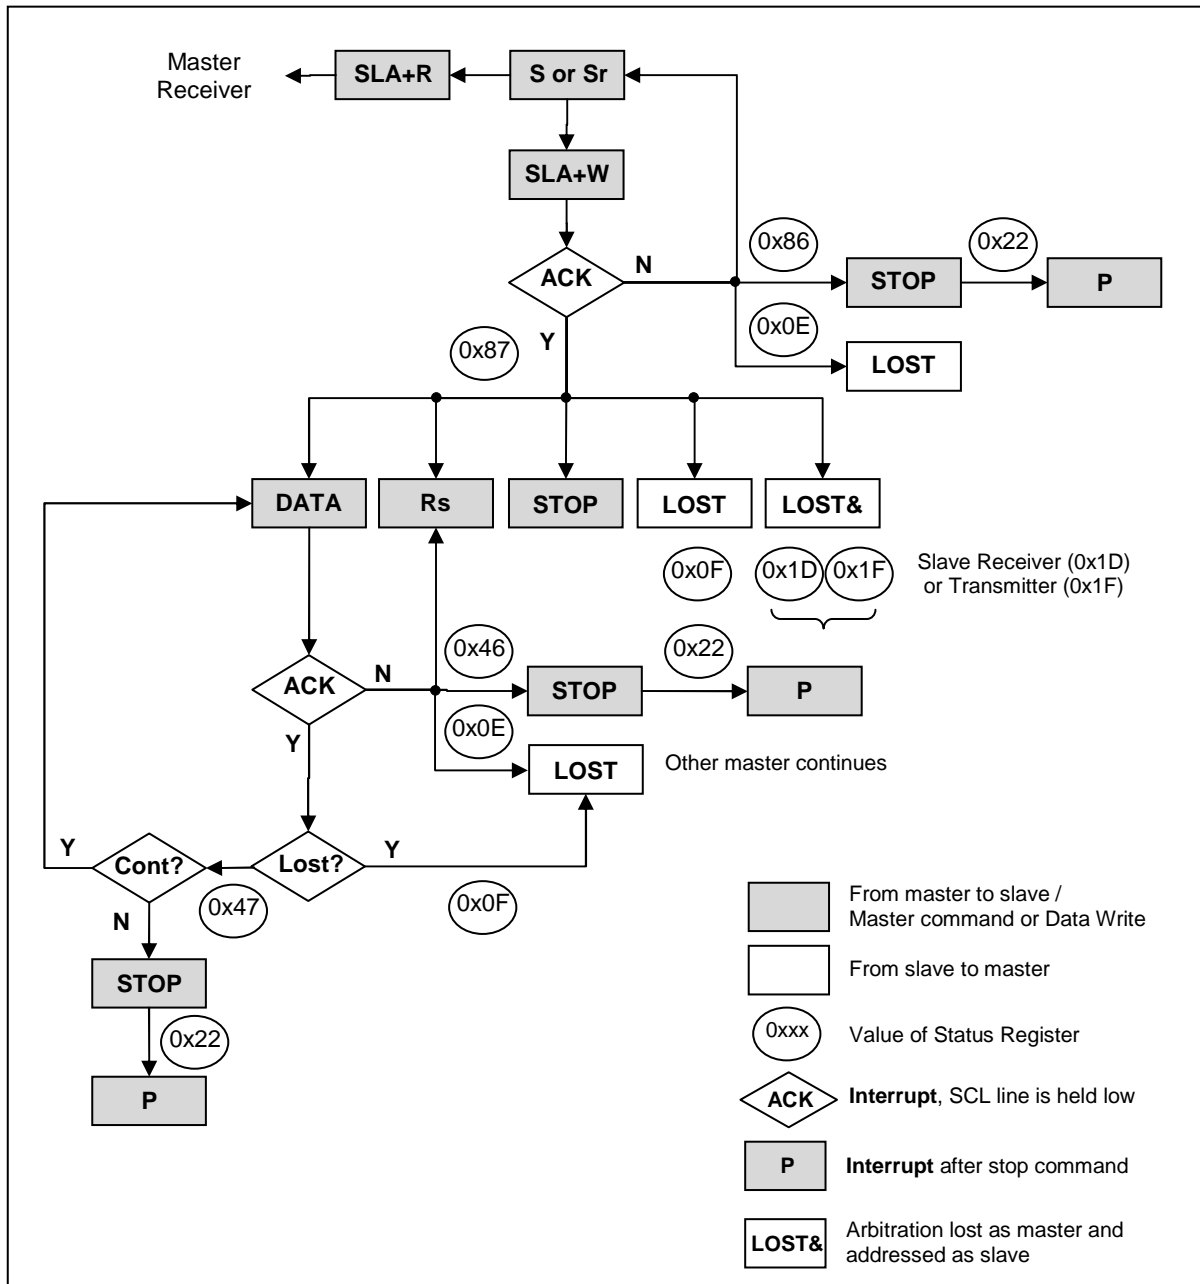 Master
Receiver
SLA+R
S or Sr
SLA+W
ACK
N
0x86
STOP
0x22
P
0x0E
LOST
Y
0x87
DATA
Rs
STOP
LOST
LOST&
0x0F
0x1D
0x1F
Slave Receiver (0x1D)
or Transmitter (0x1F)
ACK
N
0x46
STOP
0x22
P
0x0E
LOST
Other master continues
Y
Y
Cont?
Lost?
Y
0x47
0x0F
N
STOP
0x22
P
From master to slave /
Master command or Data Write
From slave to master
0xxx
Value of Status Register
ACK
Interrupt, SCL line is held low
P
Interrupt after stop command
LOST&
Arbitration lost as master and
addressed as slave